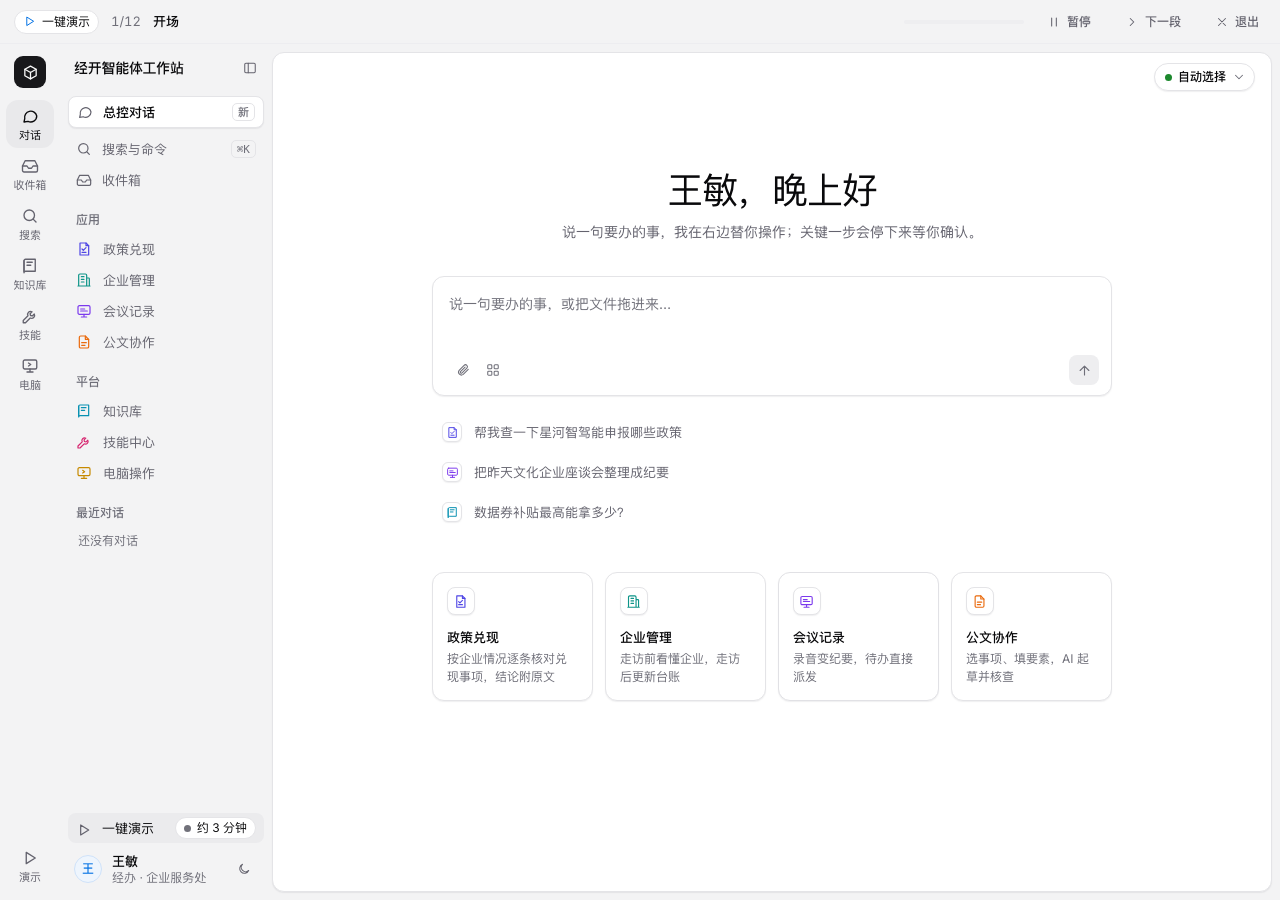 一键演示 1/12 开场 暂停 下一段 退出
对话
收件箱
搜索
知识库
技能
电脑
演示
经开智能体工作站
总控对话 新
搜索与命令 ⌘K
收件箱
应用
政策兑现
企业管理
会议记录
公文协作
平台
知识库
技能中心
电脑操作
最近对话
还没有对话
一键演示 约 3 分钟
王 王敏
经办 · 企业服务处
自动选择
王敏，晚上好
说一句要办的事，我在右边替你操作；关键一步会停下来等你确认。
说一句要办的事，或把文件拖进来...
帮我查一下星河智驾能申报哪些政策
把昨天文化企业座谈会整理成纪要
数据券补贴最高能拿多少?
政策兑现
按企业情况逐条核对兑
现事项，结论附原文
企业管理
走访前看懂企业，走访
后更新台账
会议记录
录音变纪要，待办直接
派发
公文协作
选事项、填要素，AI 起
草并核查